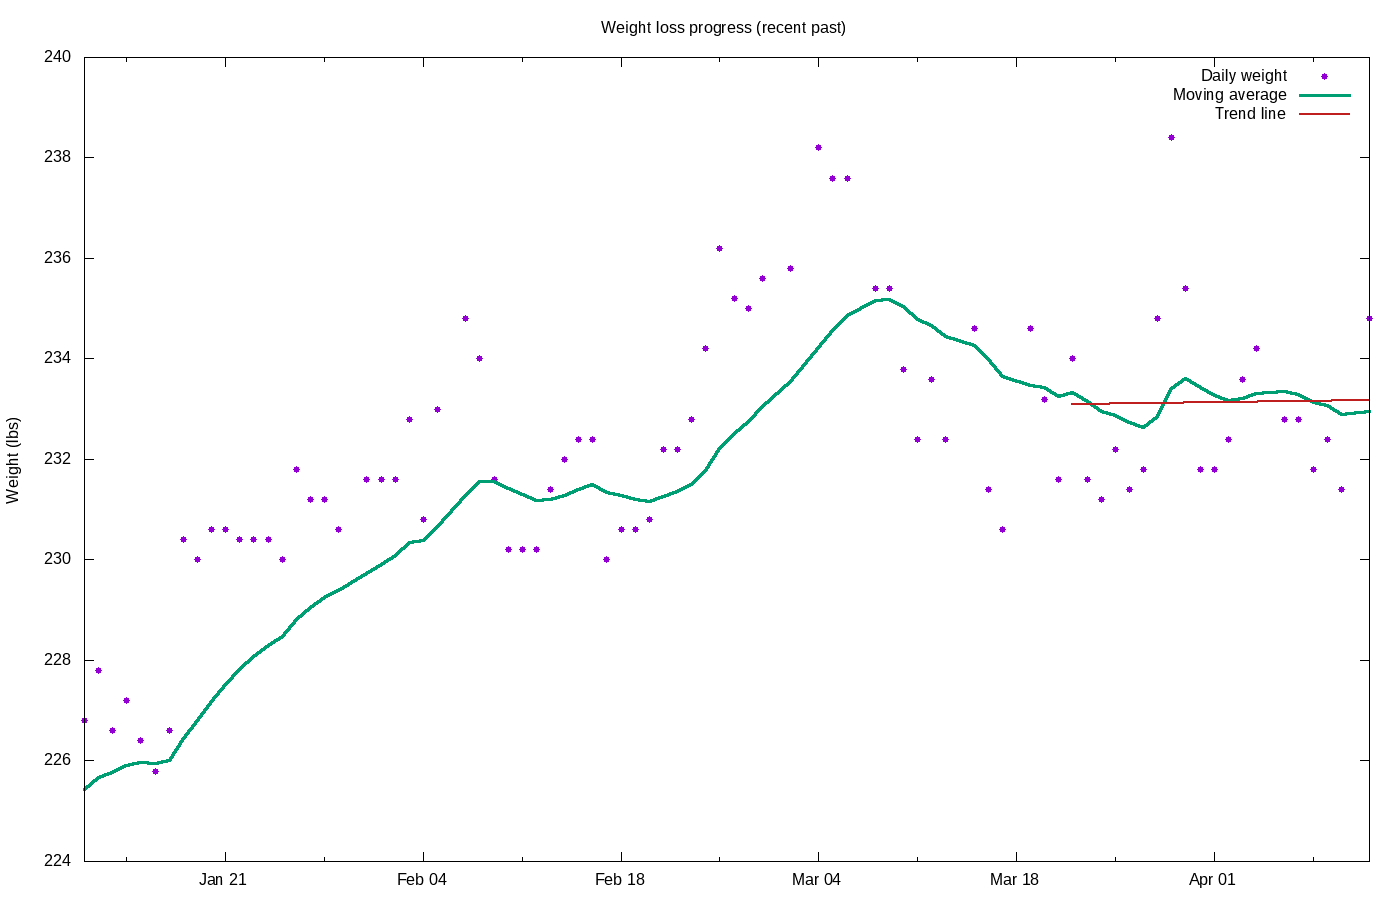 Weight loss progress (recent past)
240
238
236
234
232
230
228
226
224
Weight (lbs)
Daily weight
Moving average
Trend line
Jan 21
Feb 04
Feb 18
Mar 04
Mar 18
Apr 01